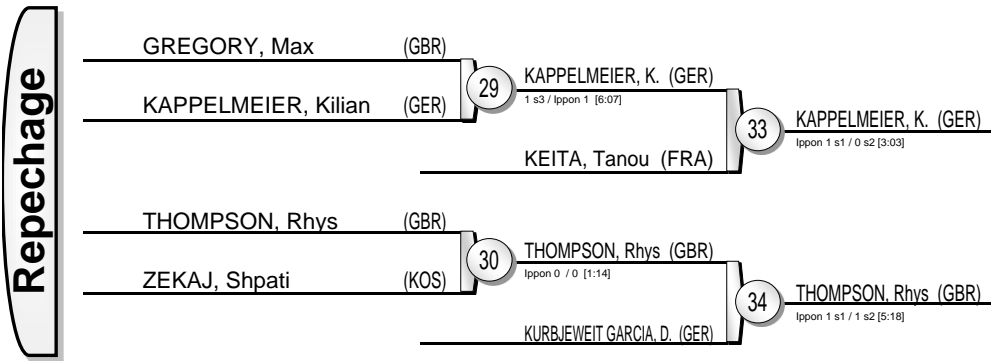 Repechage
GREGORY, Max (GBR)
KAPPELMEIER, Kilian (GER)
29
KAPPELMEIER, K. (GER)
1 s3 / Ippon 1 [6:07]
KEITA, Tanou (FRA)
33
KAPPELMEIER, K. (GER)
Ippon 1 s1 / 0 s2 [3:03]
THOMPSON, Rhys (GBR)
ZEKAJ, Shpati (KOS)
30
THOMPSON, Rhys (GBR)
Ippon 0 / 0 [1:14]
KURBJEWEIT GARCIA, D. (GER)
34
THOMPSON, Rhys (GBR)
Ippon 1 s1 / 1 s2 [5:18]